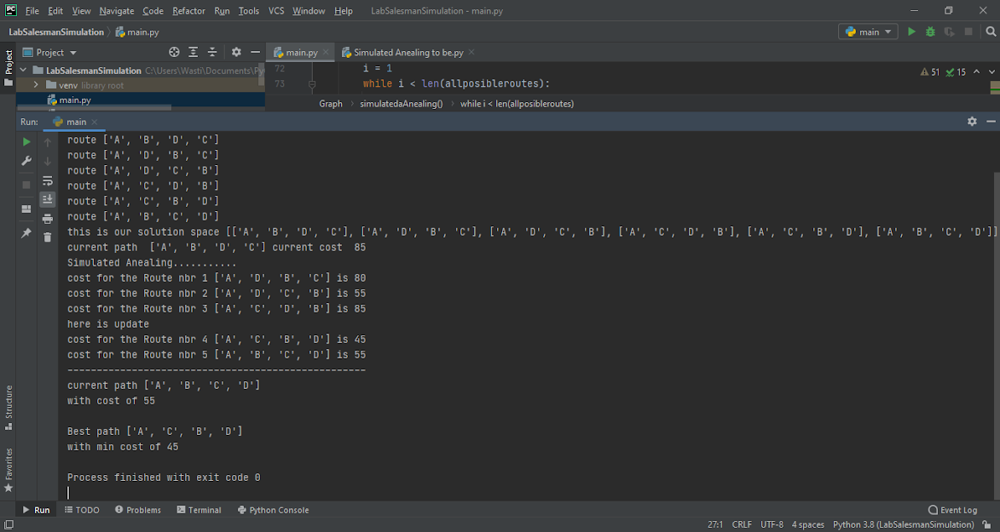 PC File Edit View Navigate Code Refactor Run Tools VCS Window Help LabSalesmanSimulation - main.py
LabSalesmanSimulation main.py main
Project Project main.py Simulated Anealing to be.py
LabSalesmanSimulation C:\Users\Wasti\Documents\Py
venv library root
main.py
72 i = 1
73 while i < len(allposibleroutes):
51 15
Graph simulatedaAnealing() while i < len(allposibleroutes)
Run: main
route ['A', 'B', 'D', 'C']
route ['A', 'D', 'B', 'C']
route ['A', 'D', 'C', 'B']
route ['A', 'C', 'D', 'B']
route ['A', 'C', 'B', 'D']
route ['A', 'B', 'C', 'D']
this is our solution space [['A', 'B', 'D', 'C'], ['A', 'D', 'B', 'C'], ['A', 'D', 'C', 'B'], ['A', 'C', 'D', 'B'], ['A', 'C', 'B', 'D'], ['A', 'B', 'C', 'D']]
current path  ['A', 'B', 'D', 'C'] current cost  85
Simulated Anealing...........
cost for the Route nbr 1 ['A', 'D', 'B', 'C'] is 80
cost for the Route nbr 2 ['A', 'D', 'C', 'B'] is 55
cost for the Route nbr 3 ['A', 'C', 'D', 'B'] is 85
here is update
cost for the Route nbr 4 ['A', 'C', 'B', 'D'] is 45
cost for the Route nbr 5 ['A', 'B', 'C', 'D'] is 55
---------------------------------------------------
current path ['A', 'B', 'C', 'D']
with cost of 55
Best path ['A', 'C', 'B', 'D']
with min cost of 45
Process finished with exit code 0
Structure
Favorites
Run TODO Problems Terminal Python Console Event Log
27:1 CRLF UTF-8 4 spaces Python 3.8 (LabSalesmanSimulation)